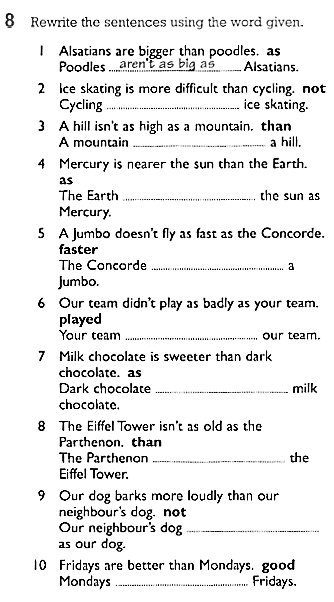 8 Rewrite the sentences using the word given.
1 Alsatians are bigger than poodles. as
Poodles ...aren't as big as... Alsatians.
2 Ice skating is more difficult than cycling. not
Cycling ........................ ice skating.
3 A hill isn't as high as a mountain. than
A mountain ........................ a hill.
4 Mercury is nearer the sun than the Earth.
as
The Earth ........................ the sun as
Mercury.
5 A Jumbo doesn't fly as fast as the Concorde.
faster
The Concorde ........................ a
Jumbo.
6 Our team didn't play as badly as your team.
played
Your team ........................ our team.
7 Milk chocolate is sweeter than dark
chocolate. as
Dark chocolate ........................ milk
chocolate.
8 The Eiffel Tower isn't as old as the
Parthenon. than
The Parthenon ........................ the
Eiffel Tower.
9 Our dog barks more loudly than our
neighbour's dog. not
Our neighbour's dog ........................
as our dog.
10 Fridays are better than Mondays. good
Mondays ........................ Fridays.